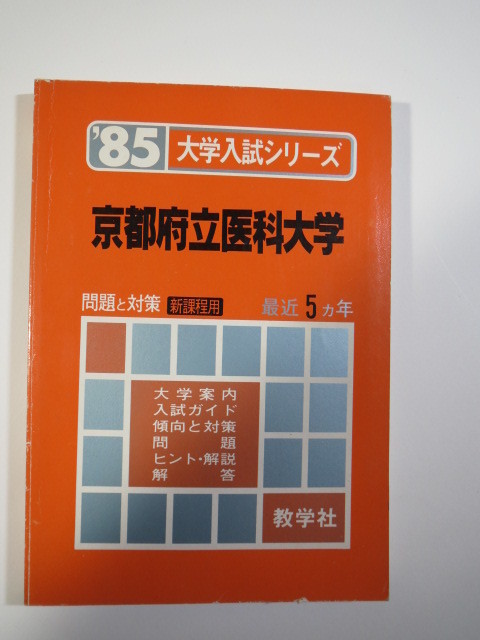 '85 大学入試シリーズ
京都府立医科大学
問題と対策 新課程用 最近5ヵ年
大学案内
入試ガイド
傾向と対策
問題
ヒント・解説
解答
教学社